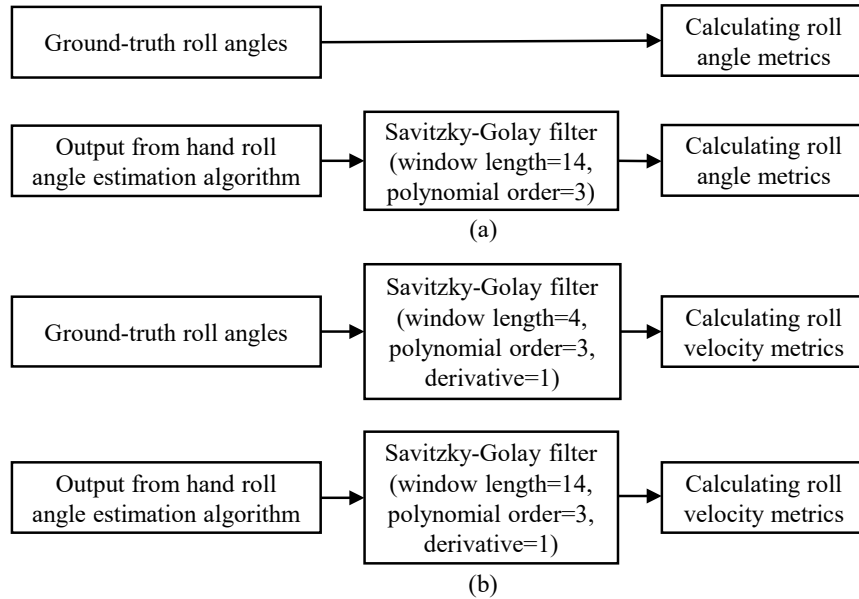 Ground-truth roll angles
Calculating roll
angle metrics
Output from hand roll
angle estimation algorithm
Savitzky-Golay filter
(window length=14,
polynomial order=3)
Calculating roll
angle metrics
(a)
Ground-truth roll angles
Savitzky-Golay filter
(window length=4,
polynomial order=3,
derivative=1)
Calculating roll
velocity metrics
Output from hand roll
angle estimation algorithm
Savitzky-Golay filter
(window length=14,
polynomial order=3,
derivative=1)
Calculating roll
velocity metrics
(b)